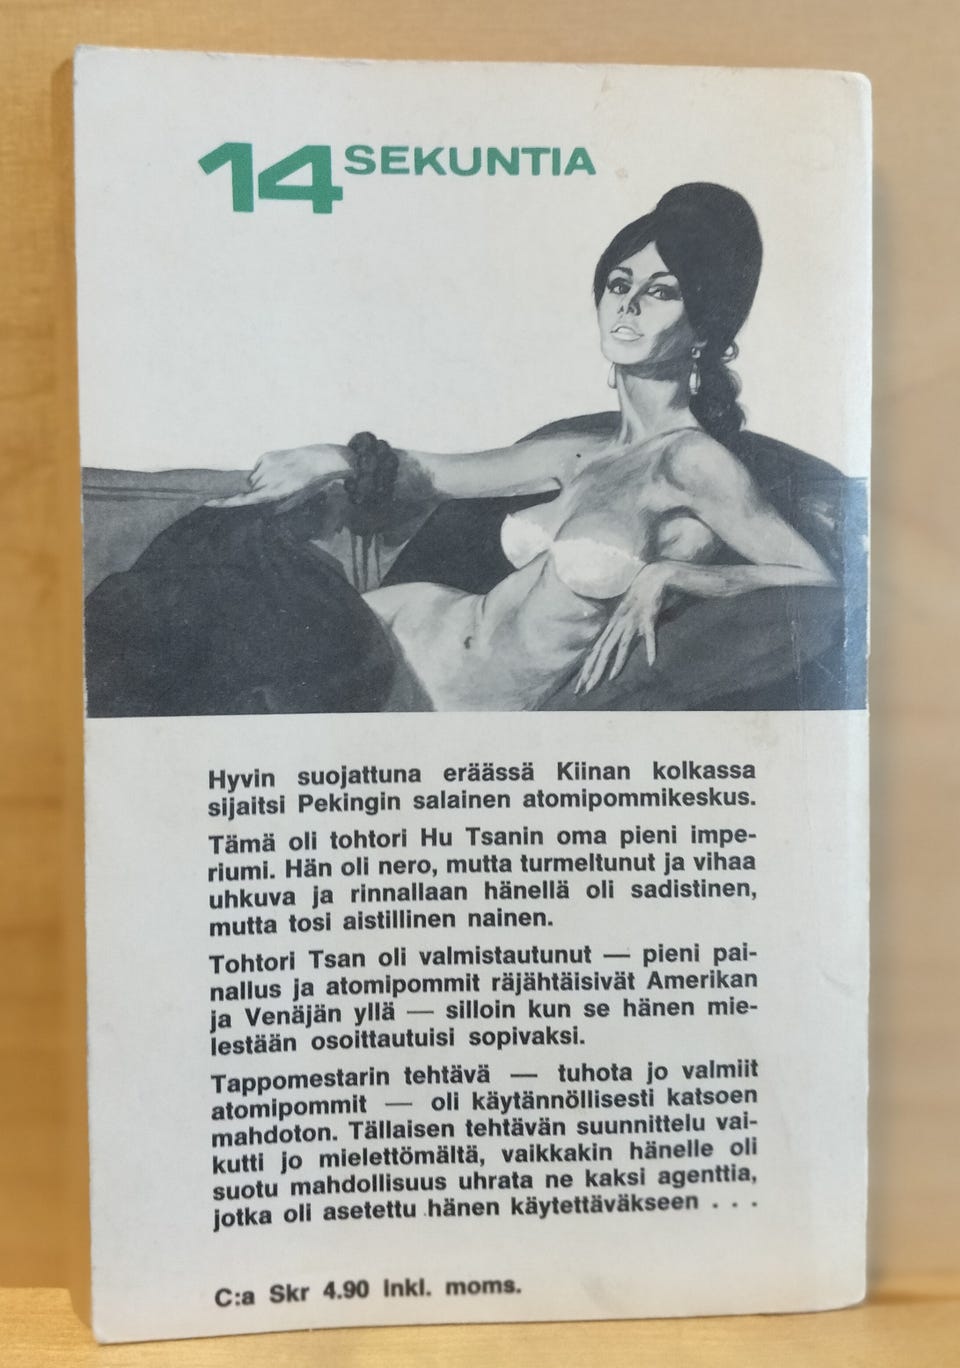 14 SEKUNTIA
Hyvin suojattuna eräässä Kiinan kolkassa
sijaitsi Pekingin salainen atomipommikeskus.
Tämä oli tohtori Hu Tsanin oma pieni impe-
riumi. Hän oli nero, mutta turmeltunut ja vihaa
uhkuva ja rinnallaan hänellä oli sadistinen,
mutta tosi aistillinen nainen.
Tohtori Tsan oli valmistautunut — pieni pai-
nallus ja atomipommit räjähtäisivät Amerikan
ja Venäjän yllä — silloin kun se hänen mie-
lestään osoittautuisi sopivaksi.
Tappomestarin tehtävä — tuhota jo valmiit
atomipommit — oli käytännöllisesti katsoen
mahdoton. Tällaisen tehtävän suunnittelu vai-
kutti jo mielettömältä, vaikkakin hänelle oli
suotu mahdollisuus uhrata ne kaksi agenttia,
jotka oli asetettu hänen käytettäväkseen . . .
C:a Skr 4.90 Inkl. moms.